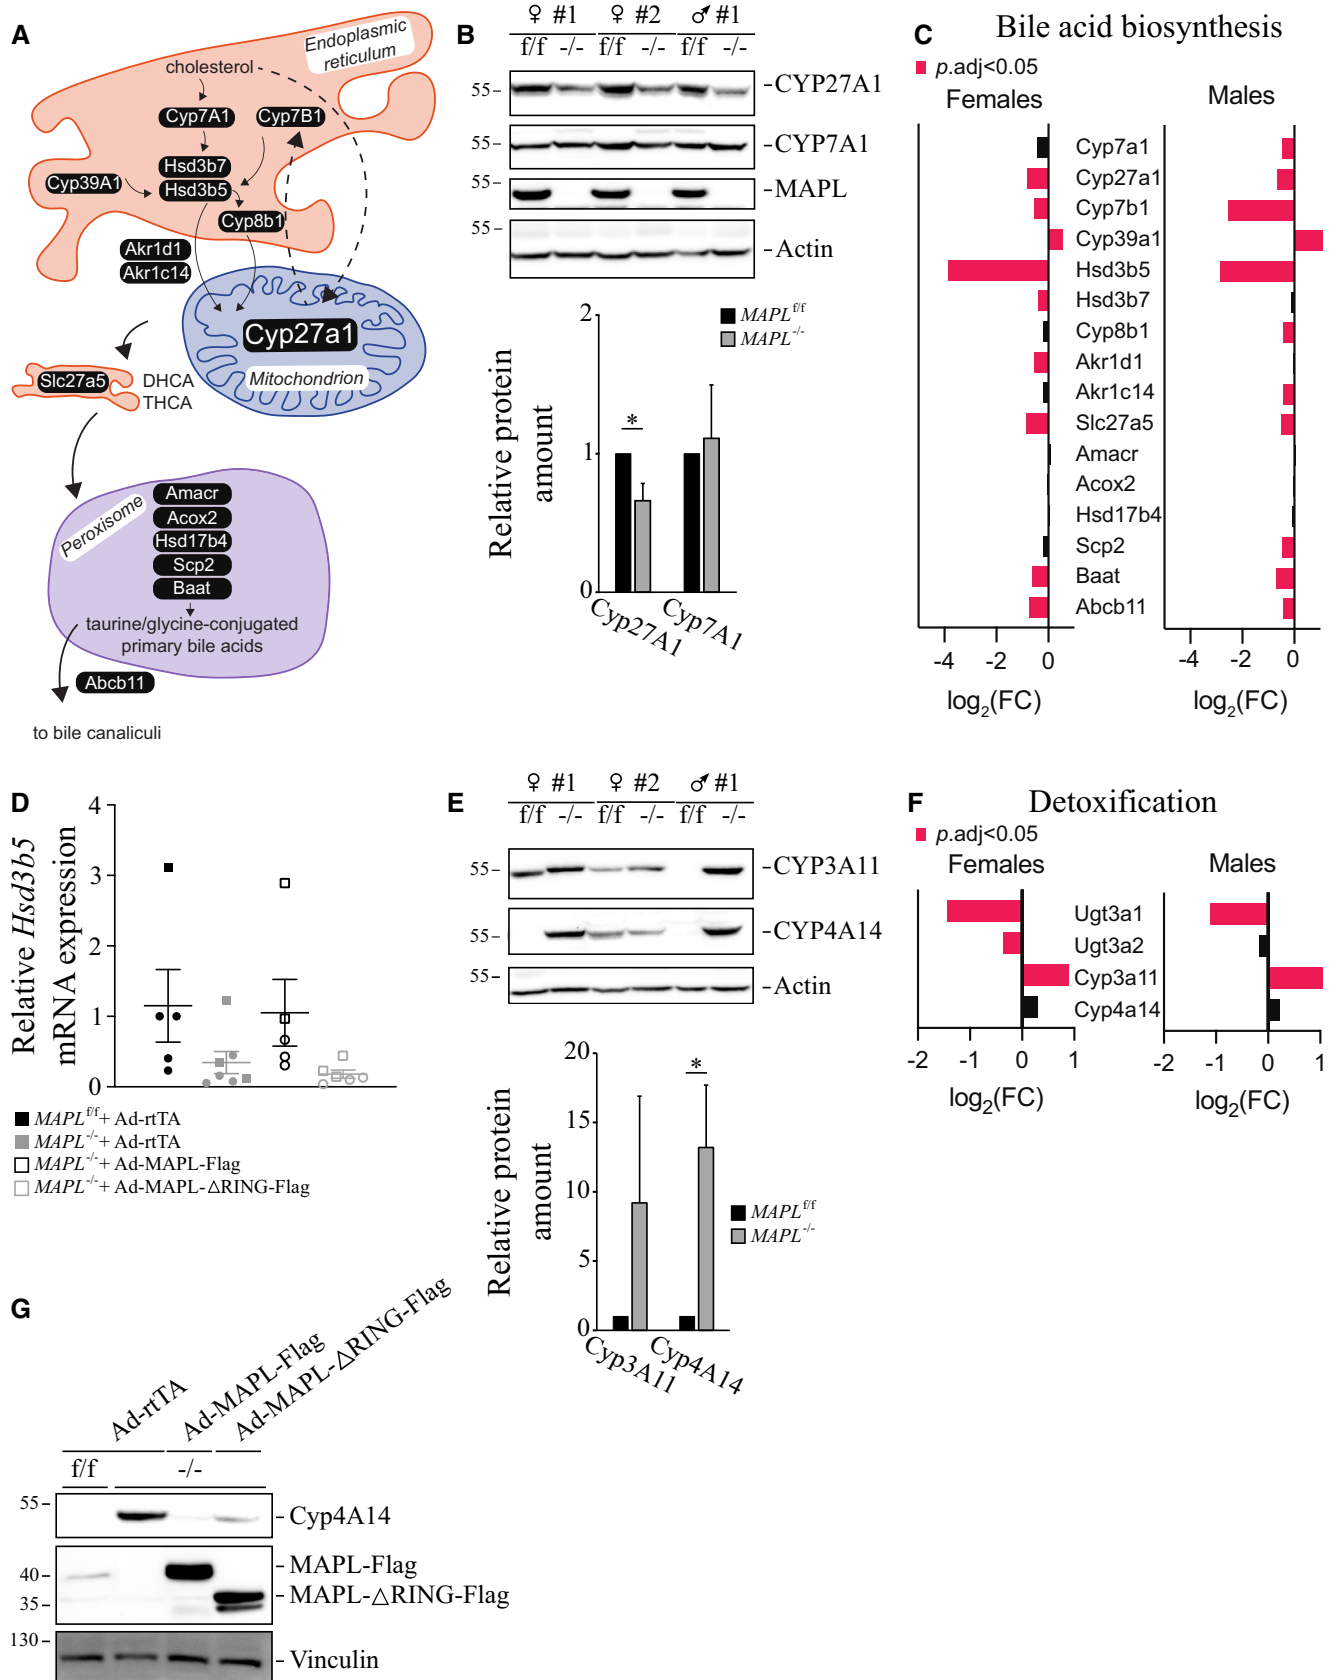 A
Endoplasmic
reticulum
cholesterol
Cyp7A1
Cyp7B1
Hsd3b7
Cyp39A1
Hsd3b5
Cyp8b1
Akr1d1
Akr1c14
Cyp27a1
Mitochondrion
Slc27a5
DHCA
THCA
Peroxisome
Amacr
Acox2
Hsd17b4
Scp2
Baat
taurine/glycine-conjugated
primary bile acids
Abcb11
to bile canaliculi
B
♀ #1 ♀ #2 ♂ #1
f/f -/- f/f -/- f/f -/-
55– -CYP27A1
55– -CYP7A1
55– -MAPL
55– -Actin
MAPL f/f
MAPL -/-
Relative protein
amount
2
1
0
*
Cyp27A1 Cyp7A1
C
Bile acid biosynthesis
p.adj<0.05
Females Males
Cyp7a1
Cyp27a1
Cyp7b1
Cyp39a1
Hsd3b5
Hsd3b7
Cyp8b1
Akr1d1
Akr1c14
Slc27a5
Amacr
Acox2
Hsd17b4
Scp2
Baat
Abcb11
-4 -2 0 -4 -2 0
log2(FC) log2(FC)
D
Relative Hsd3b5
mRNA expression
4
3
2
1
0
MAPL f/f + Ad-rtTA
MAPL -/- + Ad-rtTA
MAPL -/- + Ad-MAPL-Flag
MAPL -/- + Ad-MAPL-△RING-Flag
E
♀ #1 ♀ #2 ♂ #1
f/f -/- f/f -/- f/f -/-
55– -CYP3A11
55– -CYP4A14
55– -Actin
Relative protein
amount
20
15
10
5
0
*
MAPL f/f
MAPL -/-
Cyp3A11 Cyp4A14
F
Detoxification
p.adj<0.05
Females Males
Ugt3a1
Ugt3a2
Cyp3a11
Cyp4a14
-2 -1 0 1 -2 -1 0 1
log2(FC) log2(FC)
G
Ad-rtTA Ad-MAPL-Flag Ad-MAPL-△RING-Flag
f/f -/-
55– - Cyp4A14
- MAPL-Flag
40–
- MAPL-△RING-Flag
35–
130–
- Vinculin